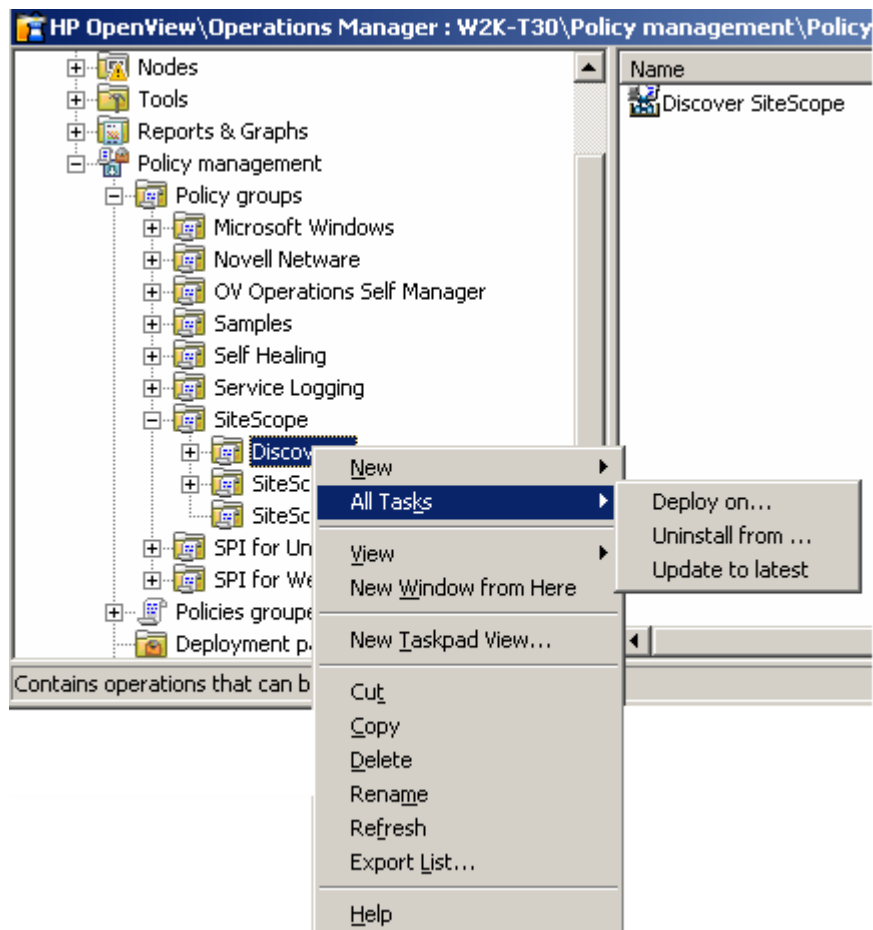 HP OpenView\Operations Manager : W2K-T30\Policy management\Policy
Nodes
Tools
Reports & Graphs
Policy management
Policy groups
Microsoft Windows
Novell Netware
OV Operations Self Manager
Samples
Self Healing
Service Logging
SiteScope
Discov
SiteSc
SiteSc
SPI for Un
SPI for We
Policies groupe
Deployment p
Contains operations that can b
Name
Discover SiteScope
New
All Tasks
View
New Window from Here
New Taskpad View...
Cut
Copy
Delete
Rename
Refresh
Export List...
Help
Deploy on...
Uninstall from ...
Update to latest